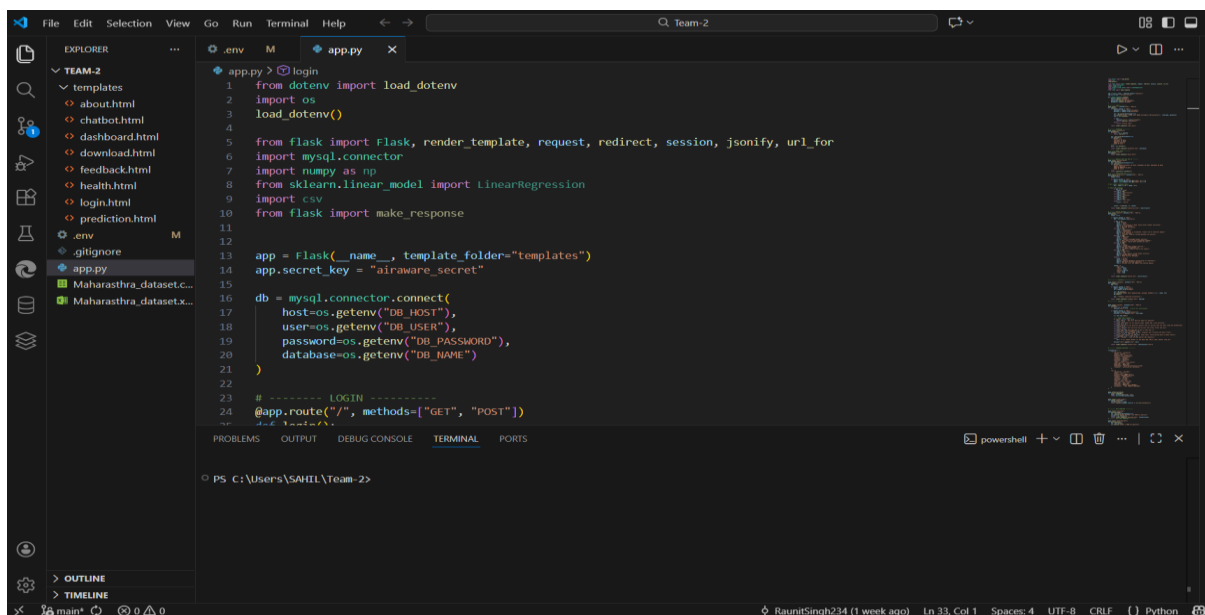 File Edit Selection View Go Run Terminal Help
Team-2
EXPLORER
TEAM-2
templates
about.html
chatbot.html
dashboard.html
download.html
feedback.html
health.html
login.html
prediction.html
.env M
.gitignore
app.py
Maharasthra_dataset.c...
Maharasthra_dataset.x...
OUTLINE
TIMELINE
.env M app.py
app.py > login
1 from dotenv import load_dotenv
2 import os
3 load_dotenv()
4
5 from flask import Flask, render_template, request, redirect, session, jsonify, url_for
6 import mysql.connector
7 import numpy as np
8 from sklearn.linear_model import LinearRegression
9 import csv
10 from flask import make_response
11
12
13 app = Flask(__name__, template_folder="templates")
14 app.secret_key = "airaware_secret"
15
16 db = mysql.connector.connect(
17 host=os.getenv("DB_HOST"),
18 user=os.getenv("DB_USER"),
19 password=os.getenv("DB_PASSWORD"),
20 database=os.getenv("DB_NAME")
21 )
22
23 # -------- LOGIN ----------
24 @app.route("/", methods=["GET", "POST"])
25 def login():
PROBLEMS OUTPUT DEBUG CONSOLE TERMINAL PORTS
powershell
PS C:\Users\SAHIL\Team-2>
main* 0 0 RaunitSingh234 (1 week ago) Ln 33, Col 1 Spaces: 4 UTF-8 CRLF { } Python